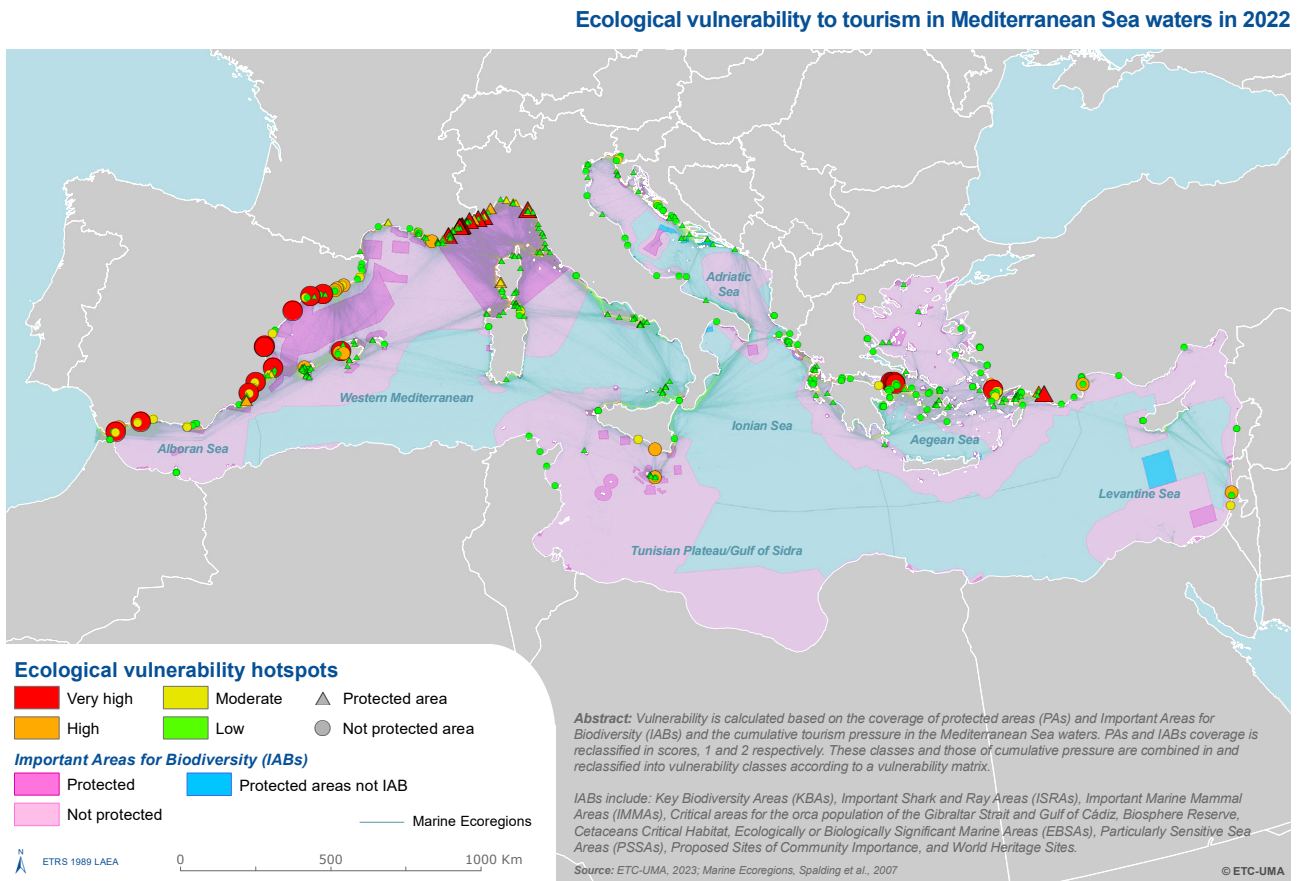 Ecological vulnerability to tourism in Mediterranean Sea waters in 2022
Adriatic
Sea
Western Mediterranean
Ionian Sea
Aegean Sea
Alboran Sea
Levantine Sea
Tunisian Plateau/Gulf of Sidra
Ecological vulnerability hotspots
Very high
Moderate
Protected area
High
Low
Not protected area
Important Areas for Biodiversity (IABs)
Protected
Protected areas not IAB
Not protected
Marine Ecoregions
N
ETRS 1989 LAEA
0
500
1000 Km
Abstract: Vulnerability is calculated based on the coverage of protected areas (PAs) and Important Areas for
Biodiversity (IABs) and the cumulative tourism pressure in the Mediterranean Sea waters. PAs and IABs coverage is
reclassified in scores, 1 and 2 respectively. These classes and those of cumulative pressure are combined in and
reclassified into vulnerability classes according to a vulnerability matrix.
IABs include: Key Biodiversity Areas (KBAs), Important Shark and Ray Areas (ISRAs), Important Marine Mammal
Areas (IMMAs), Critical areas for the orca population of the Gibraltar Strait and Gulf of Cádiz, Biosphere Reserve,
Cetaceans Critical Habitat, Ecologically or Biologically Significant Marine Areas (EBSAs), Particularly Sensitive Sea
Areas (PSSAs), Proposed Sites of Community Importance, and World Heritage Sites.
Source: ETC-UMA, 2023; Marine Ecoregions, Spalding et al., 2007
© ETC-UMA